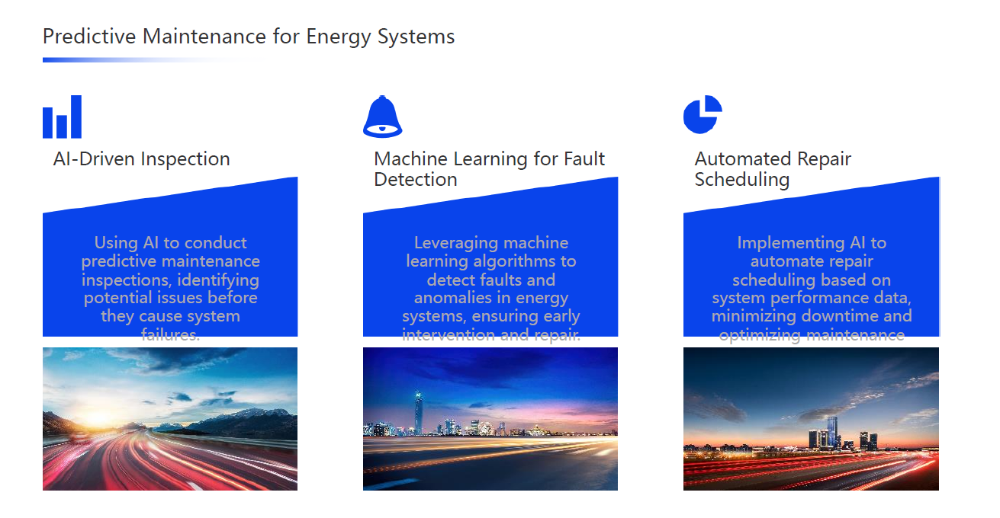 Predictive Maintenance for Energy Systems
AI-Driven Inspection
Using AI to conduct
predictive maintenance
inspections, identifying
potential issues before
they cause system
failures.
Machine Learning for Fault
Detection
Leveraging machine
learning algorithms to
detect faults and
anomalies in energy
systems, ensuring early
intervention and repair.
Automated Repair
Scheduling
Implementing AI to
automate repair
scheduling based on
system performance data,
minimizing downtime and
optimizing maintenance